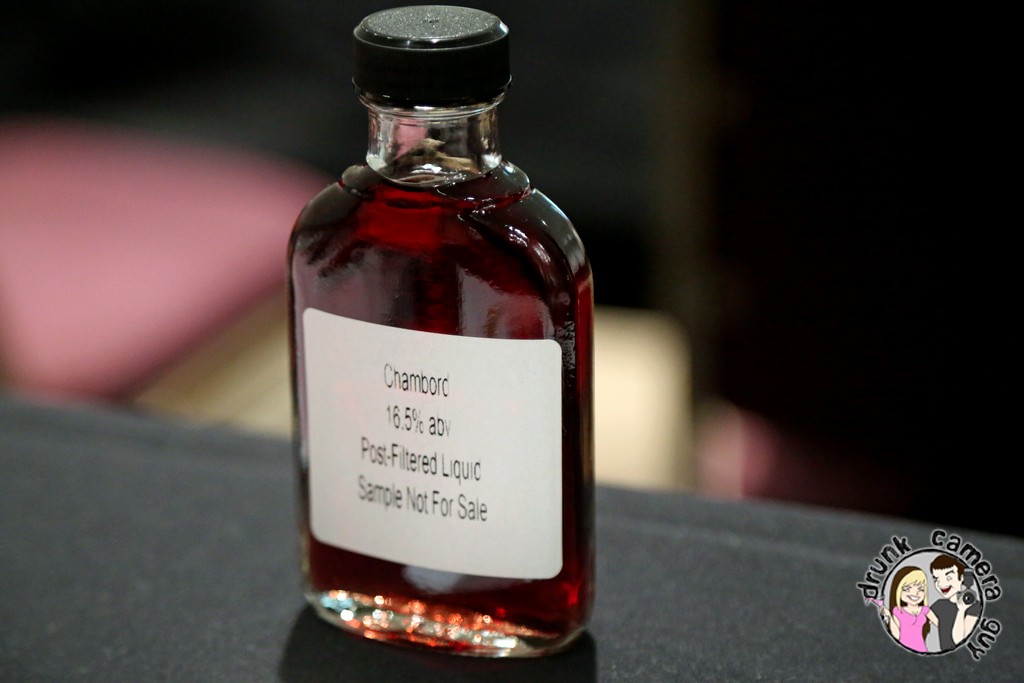 Chambord
16.5% abv
Post-Filtered Liquid
Sample Not For Sale
drunk camera guy